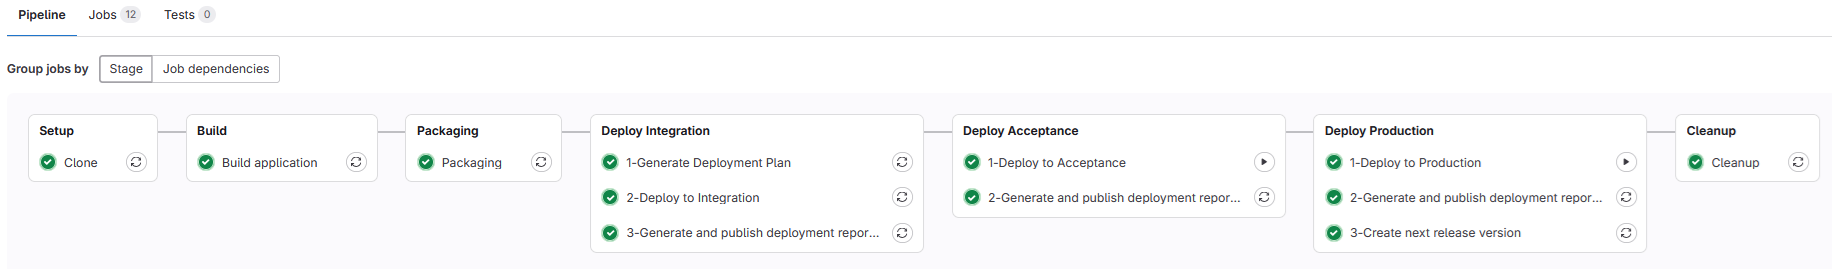 Pipeline Jobs 12 Tests 0
Group jobs by Stage Job dependencies
Setup
Clone
Build
Build application
Packaging
Packaging
Deploy Integration
1-Generate Deployment Plan
2-Deploy to Integration
3-Generate and publish deployment repor...
Deploy Acceptance
1-Deploy to Acceptance
2-Generate and publish deployment repor...
Deploy Production
1-Deploy to Production
2-Generate and publish deployment repor...
3-Create next release version
Cleanup
Cleanup